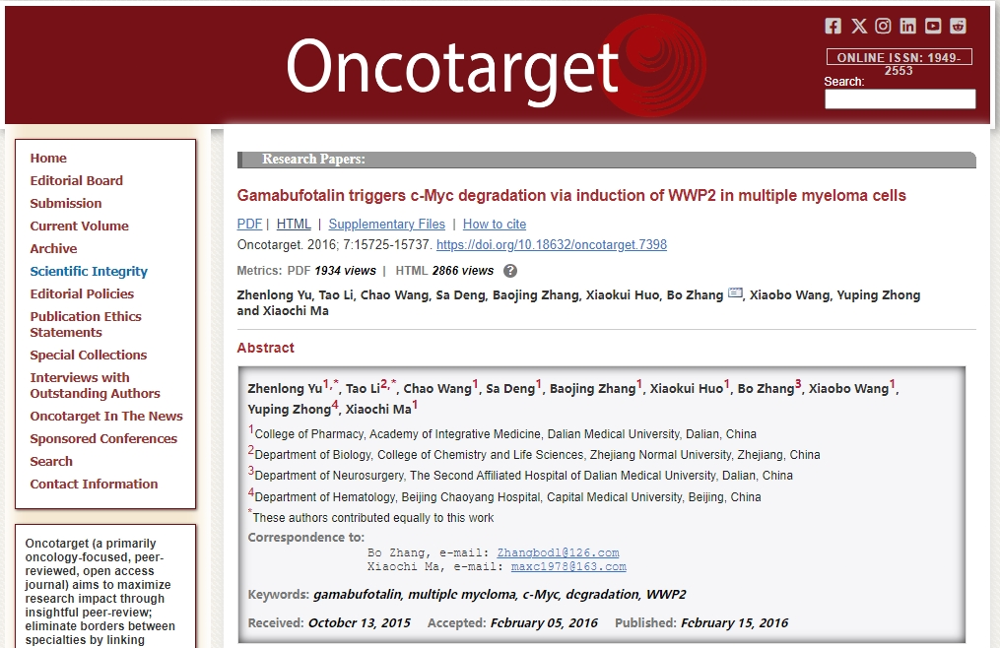 Oncotarget
ONLINE ISSN: 1949-
2553
Search:
Home
Editorial Board
Submission
Current Volume
Archive
Scientific Integrity
Editorial Policies
Publication Ethics
Statements
Special Collections
Interviews with
Outstanding Authors
Oncotarget In The News
Sponsored Conferences
Search
Contact Information
Oncotarget (a primarily
oncology-focused, peer-
reviewed, open access
journal) aims to maximize
research impact through
insightful peer-review;
eliminate borders between
specialties by linking
Research Papers:
Gamabufotalin triggers c-Myc degradation via induction of WWP2 in multiple myeloma cells
PDF | HTML | Supplementary Files | How to cite
Oncotarget. 2016; 7:15725-15737. https://doi.org/10.18632/oncotarget.7398
Metrics: PDF 1934 views | HTML 2866 views ?
Zhenlong Yu, Tao Li, Chao Wang, Sa Deng, Baojing Zhang, Xiaokui Huo, Bo Zhang, Xiaobo Wang, Yuping Zhong
and Xiaochi Ma
Abstract
Zhenlong Yu1,*, Tao Li2,*, Chao Wang1, Sa Deng1, Baojing Zhang1, Xiaokui Huo1, Bo Zhang3, Xiaobo Wang1,
Yuping Zhong4, Xiaochi Ma1
1College of Pharmacy, Academy of Integrative Medicine, Dalian Medical University, Dalian, China
2Department of Biology, College of Chemistry and Life Sciences, Zhejiang Normal University, Zhejiang, China
3Department of Neurosurgery, The Second Affiliated Hospital of Dalian Medical University, Dalian, China
4Department of Hematology, Beijing Chaoyang Hospital, Capital Medical University, Beijing, China
*These authors contributed equally to this work
Correspondence to:
Bo Zhang, e-mail: Zhangbodl@126.com
Xiaochi Ma, e-mail: maxc1978@163.com
Keywords: gamabufotalin, multiple myeloma, c-Myc, degradation, WWP2
Received: October 13, 2015 Accepted: February 05, 2016 Published: February 15, 2016